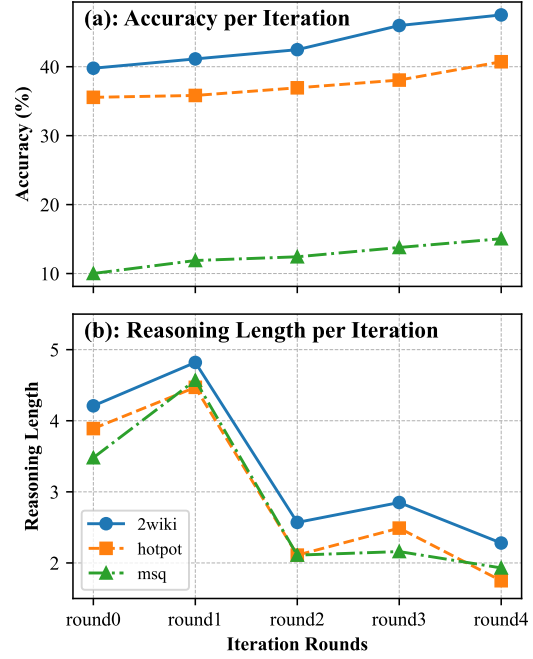 (a): Accuracy per Iteration
Accuracy (%)
40
30
20
10
(b): Reasoning Length per Iteration
Reasoning Length
5
4
3
2
2wiki
hotpot
msq
round0 round1 round2 round3 round4
Iteration Rounds